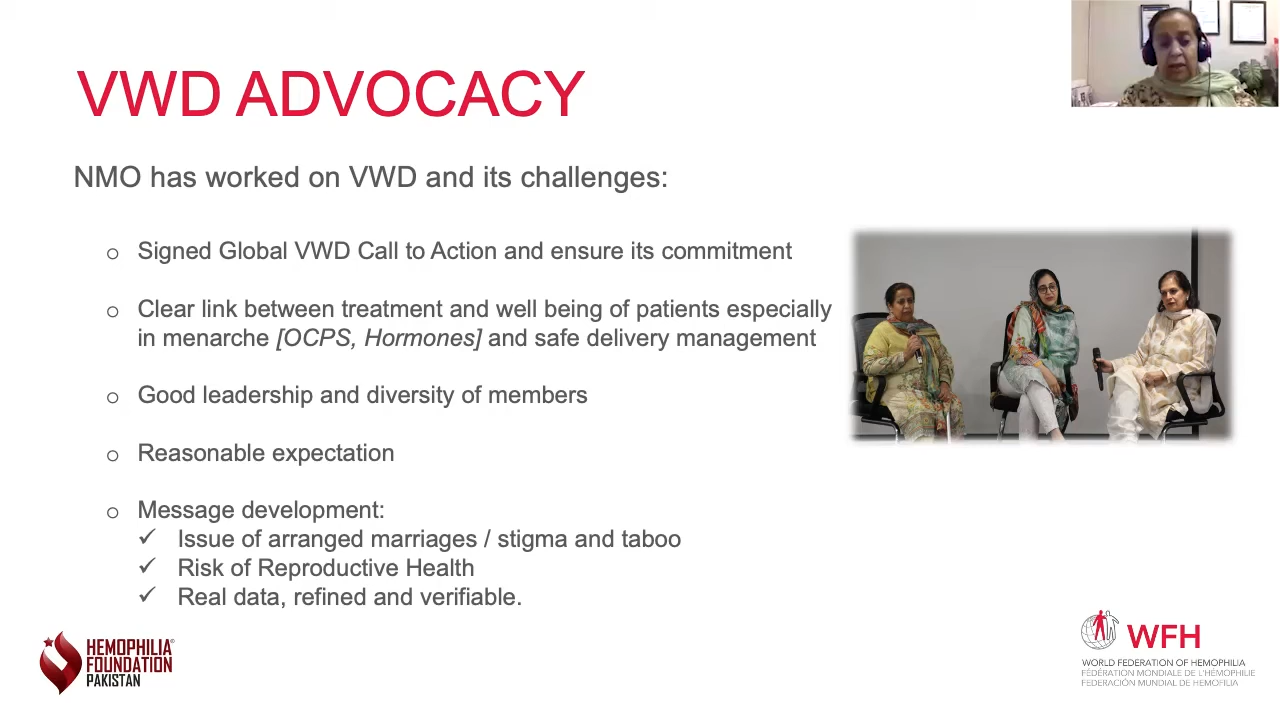 VWD ADVOCACY
NMO has worked on VWD and its challenges:
o Signed Global VWD Call to Action and ensure its commitment
o Clear link between treatment and well being of patients especially
in menarche [OCPS, Hormones] and safe delivery management
o Good leadership and diversity of members
o Reasonable expectation
o Message development:
✓ Issue of arranged marriages / stigma and taboo
✓ Risk of Reproductive Health
✓ Real data, refined and verifiable.
HEMOPHILIA®
FOUNDATION
PAKISTAN
WFH
WORLD FEDERATION OF HEMOPHILIA
FÉDÉRATION MONDIALE DE L'HÉMOPHILIE
FEDERACIÓN MUNDIAL DE HEMOFILIA